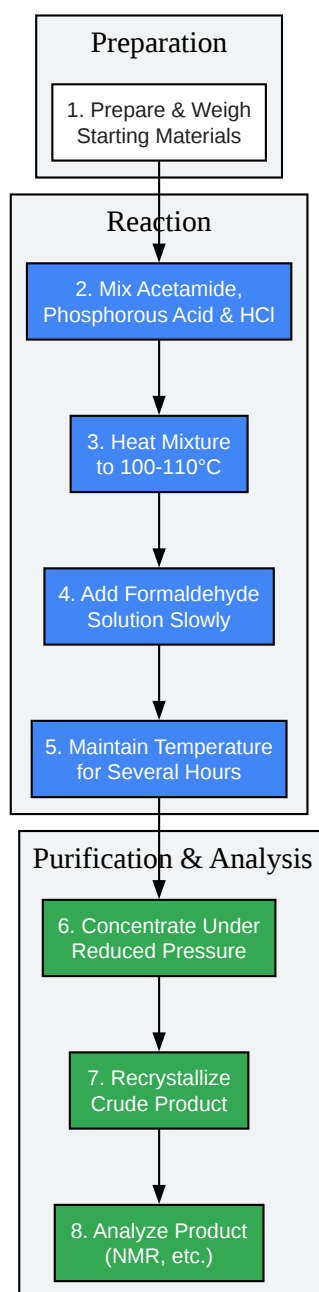 Preparation
1. Prepare & Weigh
Starting Materials
Reaction
2. Mix Acetamide,
Phosphorous Acid & HCl
3. Heat Mixture
to 100-110°C
4. Add Formaldehyde
Solution Slowly
5. Maintain Temperature
for Several Hours
Purification & Analysis
6. Concentrate Under
Reduced Pressure
7. Recrystallize
Crude Product
8. Analyze Product
(NMR, etc.)